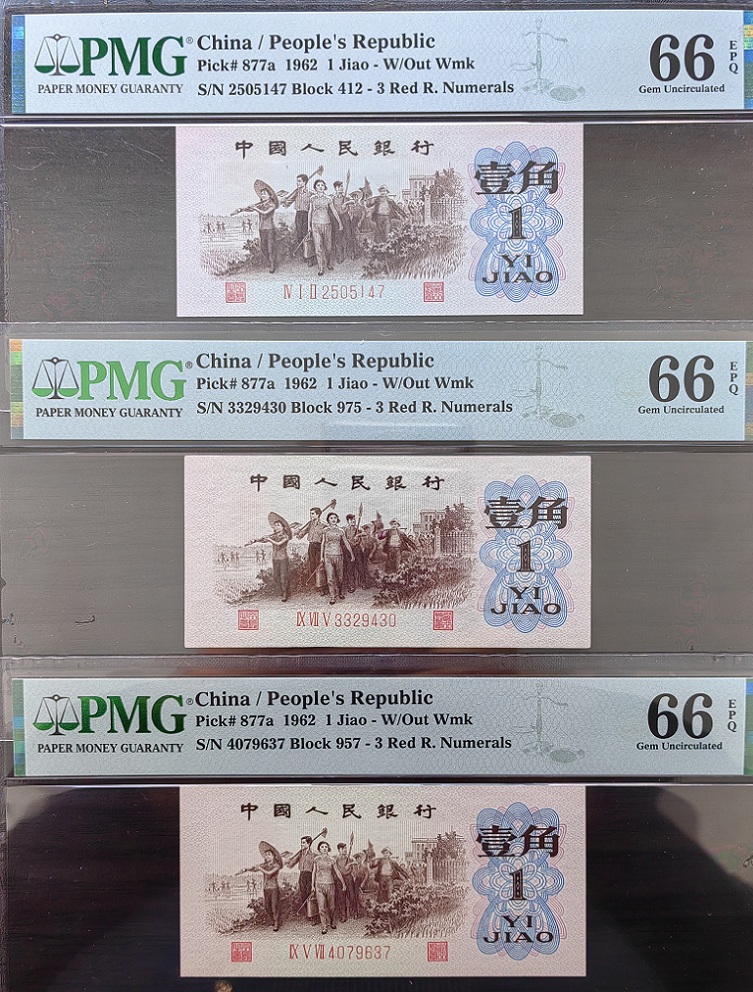 PMG®
PAPER MONEY GUARANTY
China / People's Republic
Pick# 877a 1962 1 Jiao - W/Out Wmk
S/N 2505147 Block 412 - 3 Red R. Numerals
66 EPQ
Gem Uncirculated
中國人民銀行
壹角
1
YI
JIAO
Ⅳ Ⅰ Ⅱ 2505147
PMG®
PAPER MONEY GUARANTY
China / People's Republic
Pick# 877a 1962 1 Jiao - W/Out Wmk
S/N 3329430 Block 975 - 3 Red R. Numerals
66 EPQ
Gem Uncirculated
中國人民銀行
壹角
1
YI
JIAO
Ⅸ Ⅶ Ⅴ 3329430
PMG®
PAPER MONEY GUARANTY
China / People's Republic
Pick# 877a 1962 1 Jiao - W/Out Wmk
S/N 4079637 Block 957 - 3 Red R. Numerals
66 EPQ
Gem Uncirculated
中國人民銀行
壹角
1
YI
JIAO
Ⅸ Ⅴ Ⅶ 4079637